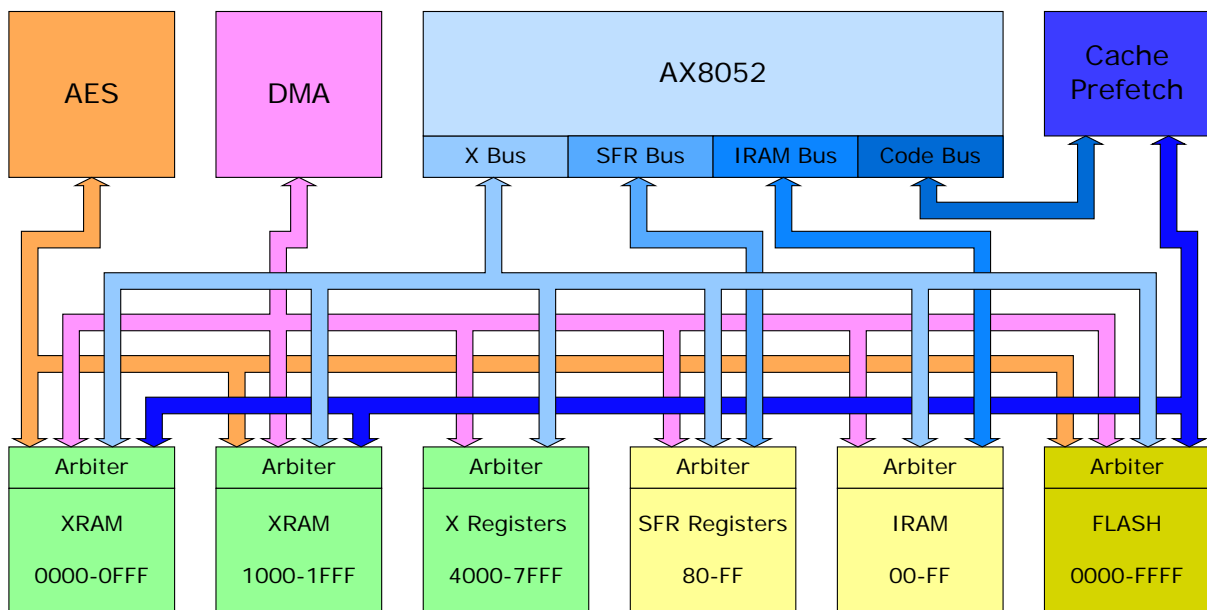 AES
DMA
AX8052
Cache
Prefetch
X Bus
SFR Bus
IRAM Bus
Code Bus
Arbiter
Arbiter
Arbiter
Arbiter
Arbiter
Arbiter
XRAM
XRAM
X Registers
SFR Registers
IRAM
FLASH
0000-0FFF
1000-1FFF
4000-7FFF
80-FF
00-FF
0000-FFFF